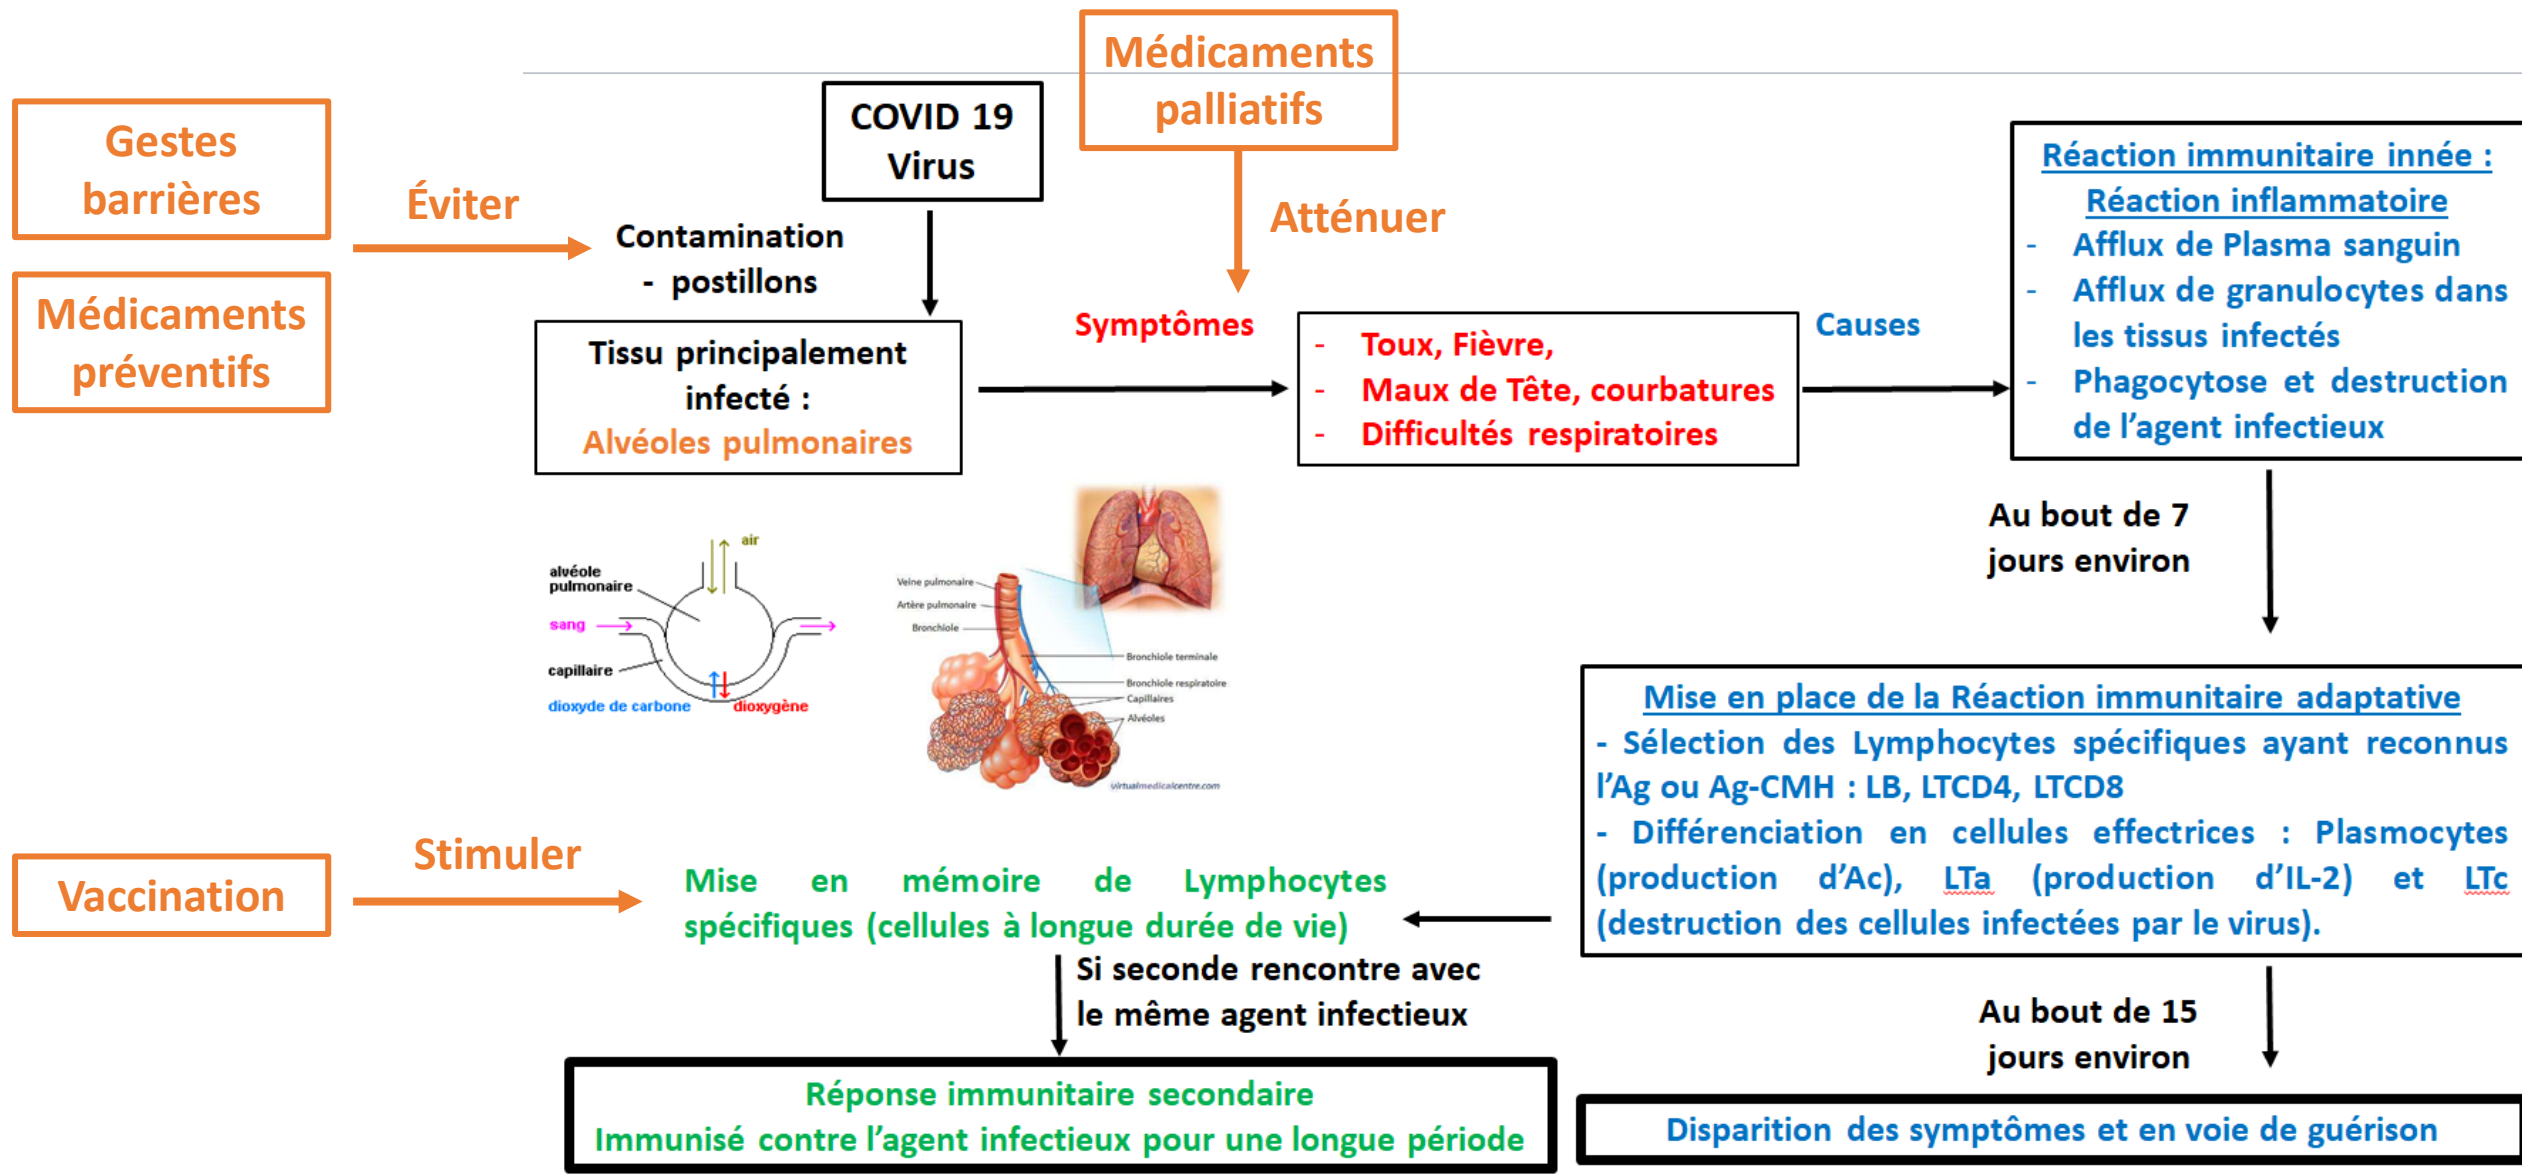 Gestes
barrières
Médicaments
préventifs
Éviter
COVID 19
Virus
Contamination
- postillons
Tissu principalement
infecté :
Alvéoles pulmonaires
Médicaments
palliatifs
Atténuer
Symptômes
- Toux, Fièvre,
- Maux de Tête, courbatures
- Difficultés respiratoires
Causes
Réaction immunitaire innée :
Réaction inflammatoire
- Afflux de Plasma sanguin
- Afflux de granulocytes dans
les tissus infectés
- Phagocytose et destruction
de l'agent infectieux
Au bout de 7
jours environ
air
alvéole
pulmonaire
sang
capillaire
dioxyde de carbone
dioxygène
Veine pulmonaire
Artère pulmonaire
Bronchiole
Bronchiole terminale
Bronchiole respiratoire
Capillaires
Alvéoles
virtualmedicalcentre.com
Mise en place de la Réaction immunitaire adaptative
- Sélection des Lymphocytes spécifiques ayant reconnus
l'Ag ou Ag-CMH : LB, LTCD4, LTCD8
- Différenciation en cellules effectrices : Plasmocytes
(production d'Ac), LTa (production d'IL-2) et LTc
(destruction des cellules infectées par le virus).
Vaccination
Stimuler
Mise en mémoire de Lymphocytes
spécifiques (cellules à longue durée de vie)
Si seconde rencontre avec
le même agent infectieux
Réponse immunitaire secondaire
Immunisé contre l'agent infectieux pour une longue période
Au bout de 15
jours environ
Disparition des symptômes et en voie de guérison